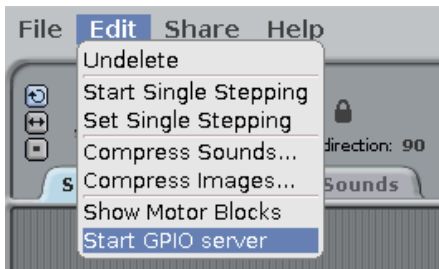 File Edit Share Help
Undelete
Start Single Stepping
Set Single Stepping
Compress Sounds...
direction: 90
Compress Images...
Sounds
Show Motor Blocks
Start GPIO server